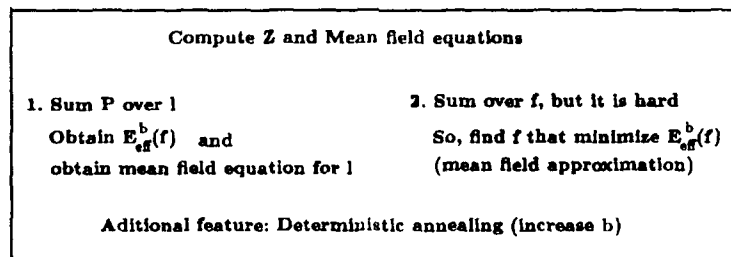 Compute Z and Mean field equations
1. Sum P over l
Obtain E^b_eff(f) and
obtain mean field equation for l
2. Sum over f, but it is hard
So, find f that minimize E^b_eff(f)
(mean field approximation)
Aditional feature: Deterministic annealing (increase b)